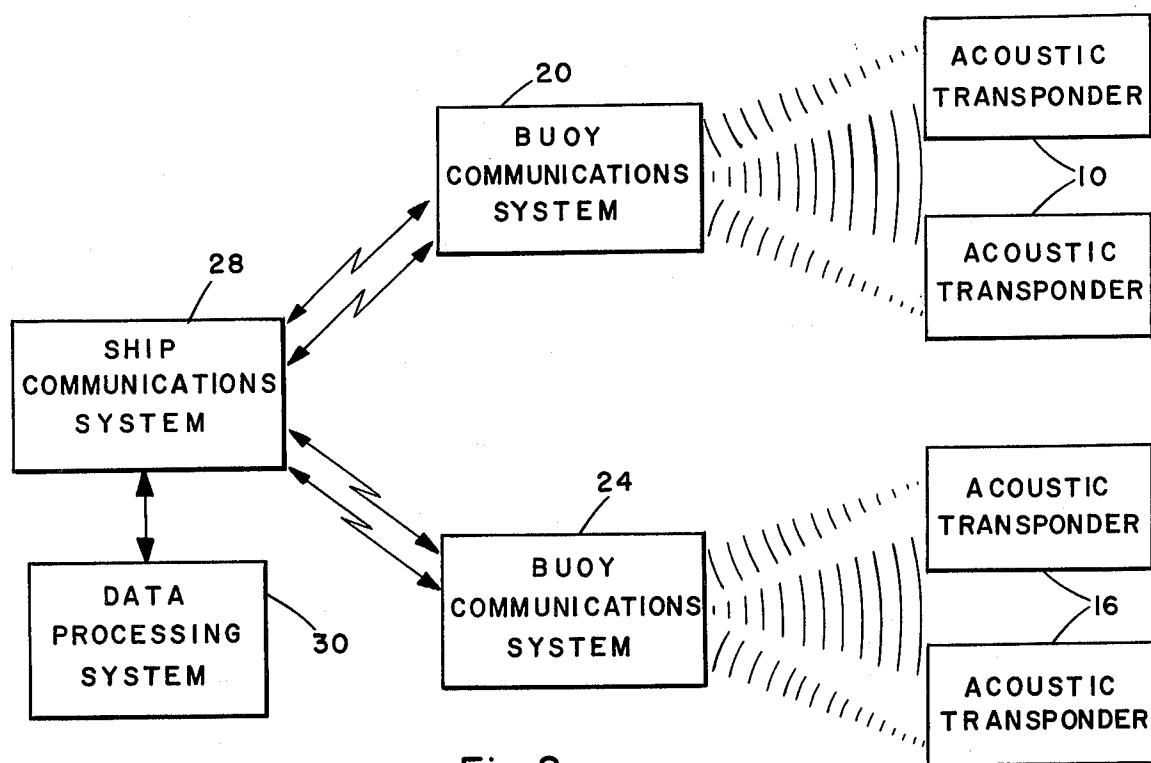 20
BUOY
COMMUNICATIONS
SYSTEM
ACOUSTIC
TRANSPONDER
10
ACOUSTIC
TRANSPONDER
28
SHIP
COMMUNICATIONS
SYSTEM
DATA
PROCESSING
SYSTEM
30
24
BUOY
COMMUNICATIONS
SYSTEM
ACOUSTIC
TRANSPONDER
16
ACOUSTIC
TRANSPONDER